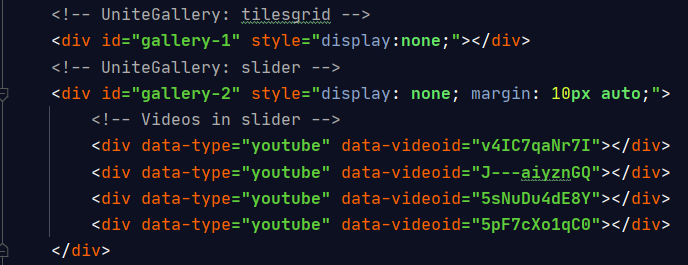 <!-- UniteGallery: tilesgrid -->
<div id="gallery-1" style="display:none;"></div>
<!-- UniteGallery: slider -->
<div id="gallery-2" style="display: none; margin: 10px auto;">
<!-- Videos in slider -->
<div data-type="youtube" data-videoid="v4IC7qaNr7I"></div>
<div data-type="youtube" data-videoid="J---aiyznGQ"></div>
<div data-type="youtube" data-videoid="5sNuDu4dE8Y"></div>
<div data-type="youtube" data-videoid="5pF7cXo1qC0"></div>
</div>